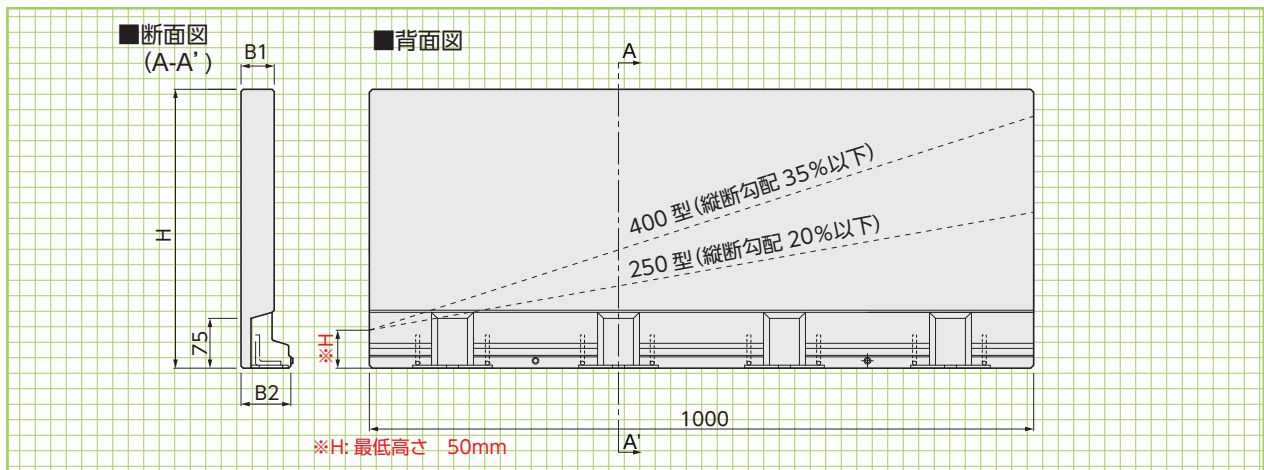 ■断面図
(A-A’)
B1
H
75
B2
■背面図
A
400 型(縦断勾配 35%以下)
250 型(縦断勾配 20%以下)
※H
1000
A'
※H: 最低高さ 50mm